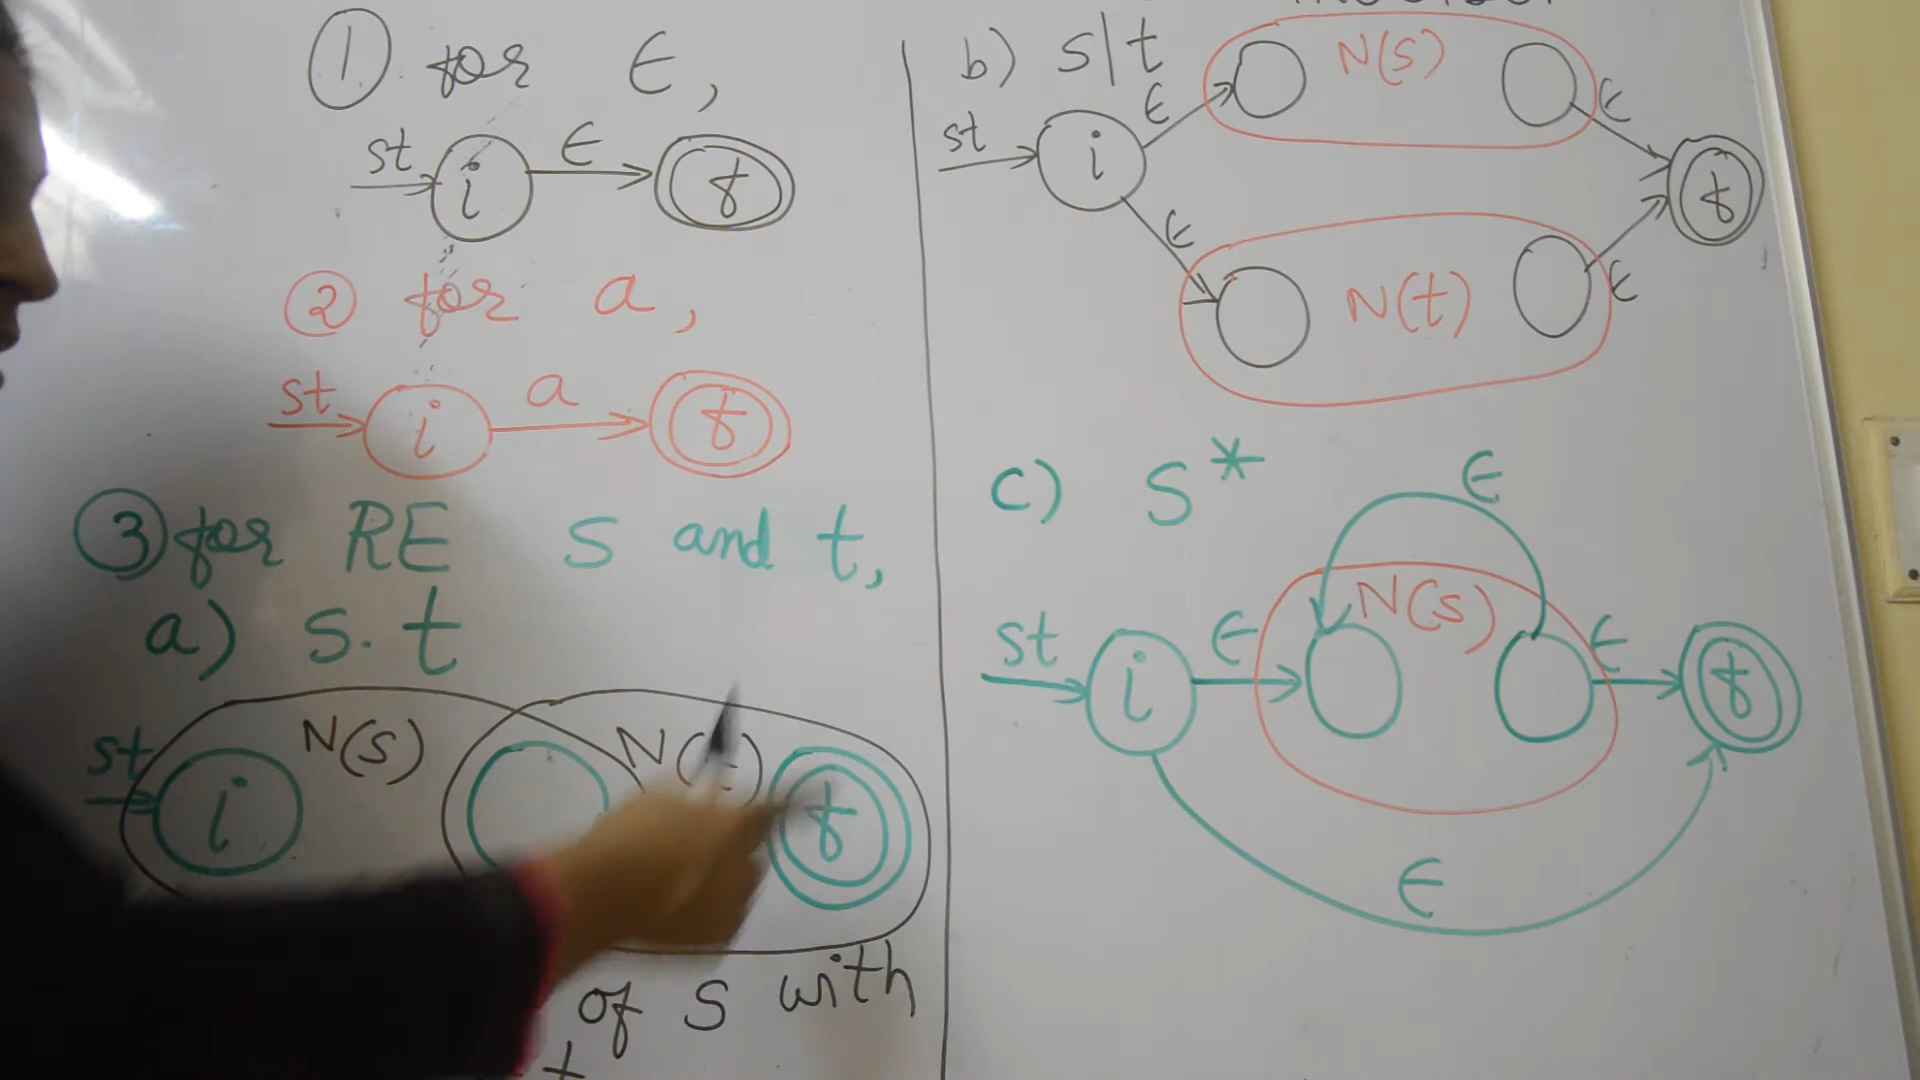 ① for ϵ,
st i ϵ f
② for a,
st i a f
③ for RE s and t,
a) s.t
st i N(s) N(t) f
of s with
t
b) s|t
st i ϵ N(s) ϵ f
ϵ N(t) ϵ
c) s*
ϵ
st i ϵ N(s) ϵ f
ϵ